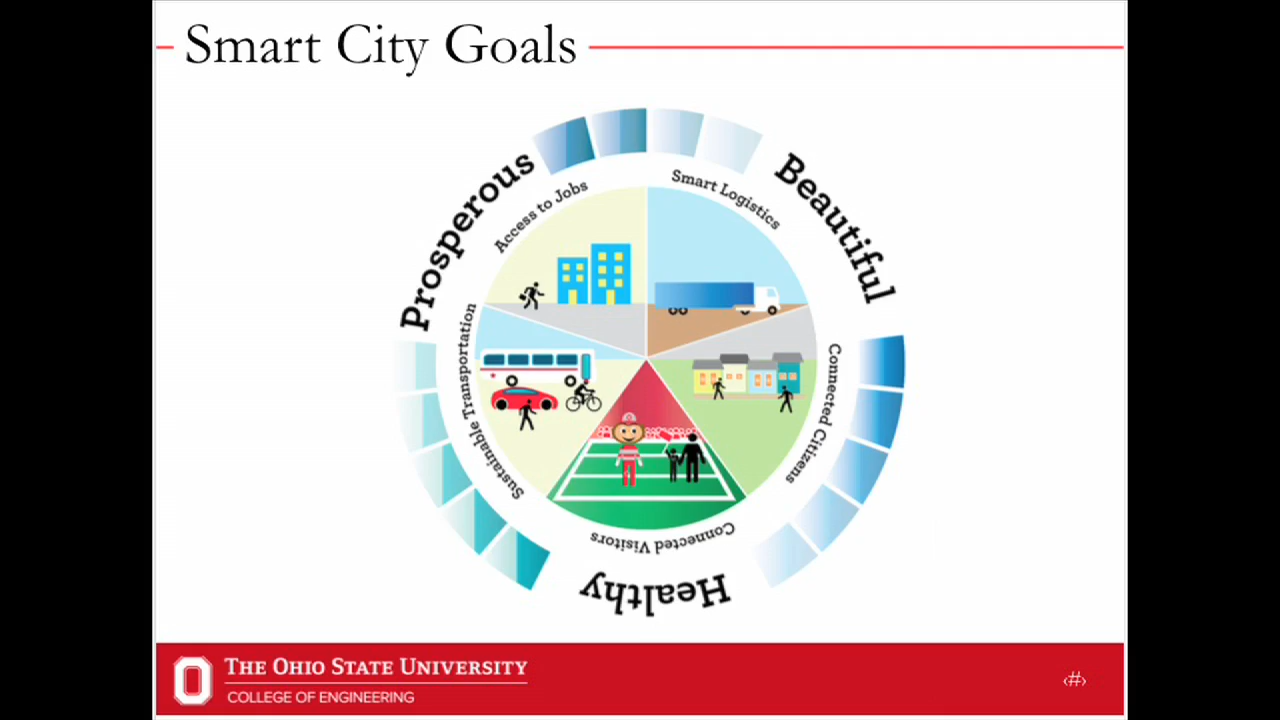 Smart City Goals
Prosperous
Beautiful
Healthy
Access to Jobs
Smart Logistics
Connected Citizens
Connected Visitors
Sustainable Transportation
THE OHIO STATE UNIVERSITY
COLLEGE OF ENGINEERING
‹#›